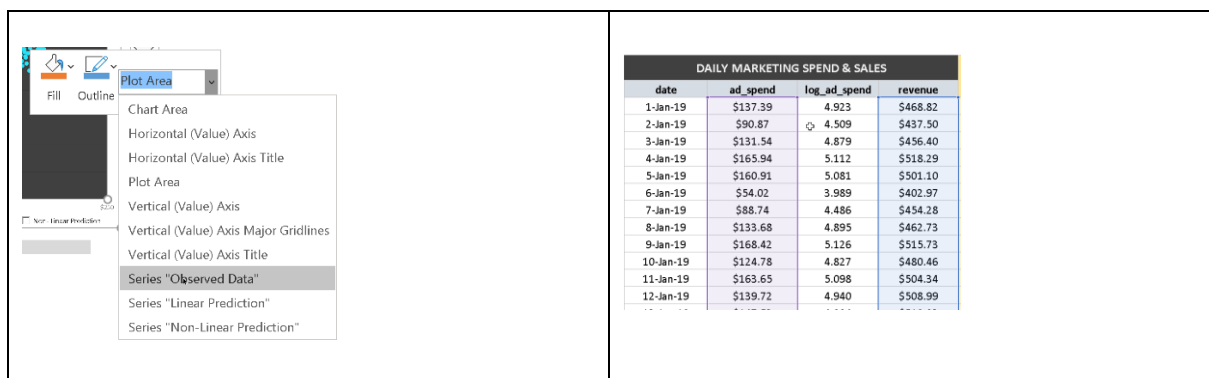 Plot Area
Fill Outline
Chart Area
Horizontal (Value) Axis
Horizontal (Value) Axis Title
Plot Area
Vertical (Value) Axis
Vertical (Value) Axis Major Gridlines
Vertical (Value) Axis Title
Series "Observed Data"
Series "Linear Prediction"
Series "Non-Linear Prediction"
Non-Linear Prediction
DAILY MARKETING SPEND & SALES
date ad_spend log_ad_spend revenue
1-Jan-19 $137.39 4.923 $468.82
2-Jan-19 $90.87 4.509 $437.50
3-Jan-19 $131.54 4.879 $456.40
4-Jan-19 $165.94 5.112 $518.29
5-Jan-19 $160.91 5.081 $501.10
6-Jan-19 $54.02 3.989 $402.97
7-Jan-19 $88.74 4.486 $454.28
8-Jan-19 $133.68 4.895 $462.73
9-Jan-19 $168.42 5.126 $515.73
10-Jan-19 $124.78 4.827 $480.46
11-Jan-19 $163.65 5.098 $504.34
12-Jan-19 $139.72 4.940 $508.99